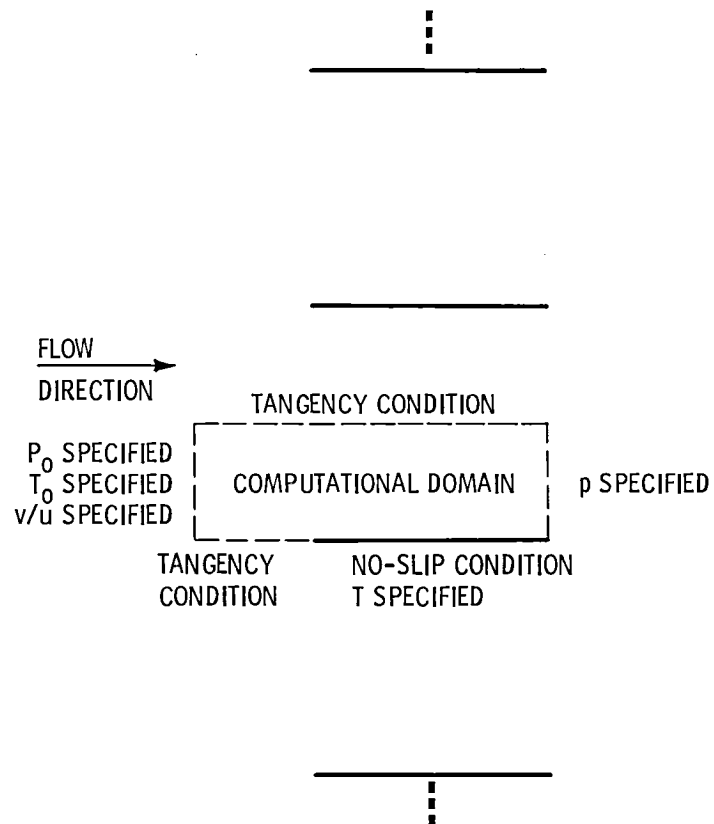 FLOW
DIRECTION
TANGENCY CONDITION
P₀ SPECIFIED
T₀ SPECIFIED
v/u SPECIFIED
COMPUTATIONAL DOMAIN
p SPECIFIED
TANGENCY
CONDITION
NO-SLIP CONDITION
T SPECIFIED